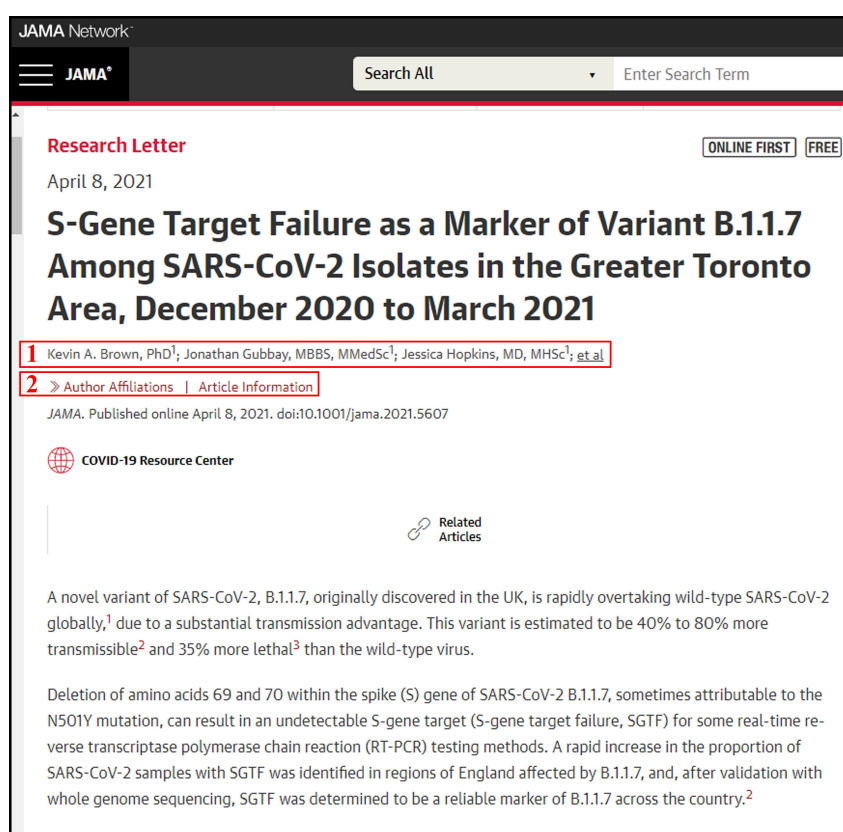 JAMA Network
JAMA®
Search All
Enter Search Term
Research Letter
ONLINE FIRST FREE
April 8, 2021
S-Gene Target Failure as a Marker of Variant B.1.1.7
Among SARS-CoV-2 Isolates in the Greater Toronto
Area, December 2020 to March 2021
1 Kevin A. Brown, PhD1; Jonathan Gubbay, MBBS, MMedSc1; Jessica Hopkins, MD, MHSc1; et al
2 » Author Affiliations | Article Information
JAMA. Published online April 8, 2021. doi:10.1001/jama.2021.5607
COVID-19 Resource Center
Related
Articles
A novel variant of SARS-CoV-2, B.1.1.7, originally discovered in the UK, is rapidly overtaking wild-type SARS-CoV-2
globally,1 due to a substantial transmission advantage. This variant is estimated to be 40% to 80% more
transmissible2 and 35% more lethal3 than the wild-type virus.
Deletion of amino acids 69 and 70 within the spike (S) gene of SARS-CoV-2 B.1.1.7, sometimes attributable to the
N501Y mutation, can result in an undetectable S-gene target (S-gene target failure, SGTF) for some real-time re-
verse transcriptase polymerase chain reaction (RT-PCR) testing methods. A rapid increase in the proportion of
SARS-CoV-2 samples with SGTF was identified in regions of England affected by B.1.1.7, and, after validation with
whole genome sequencing, SGTF was determined to be a reliable marker of B.1.1.7 across the country.2